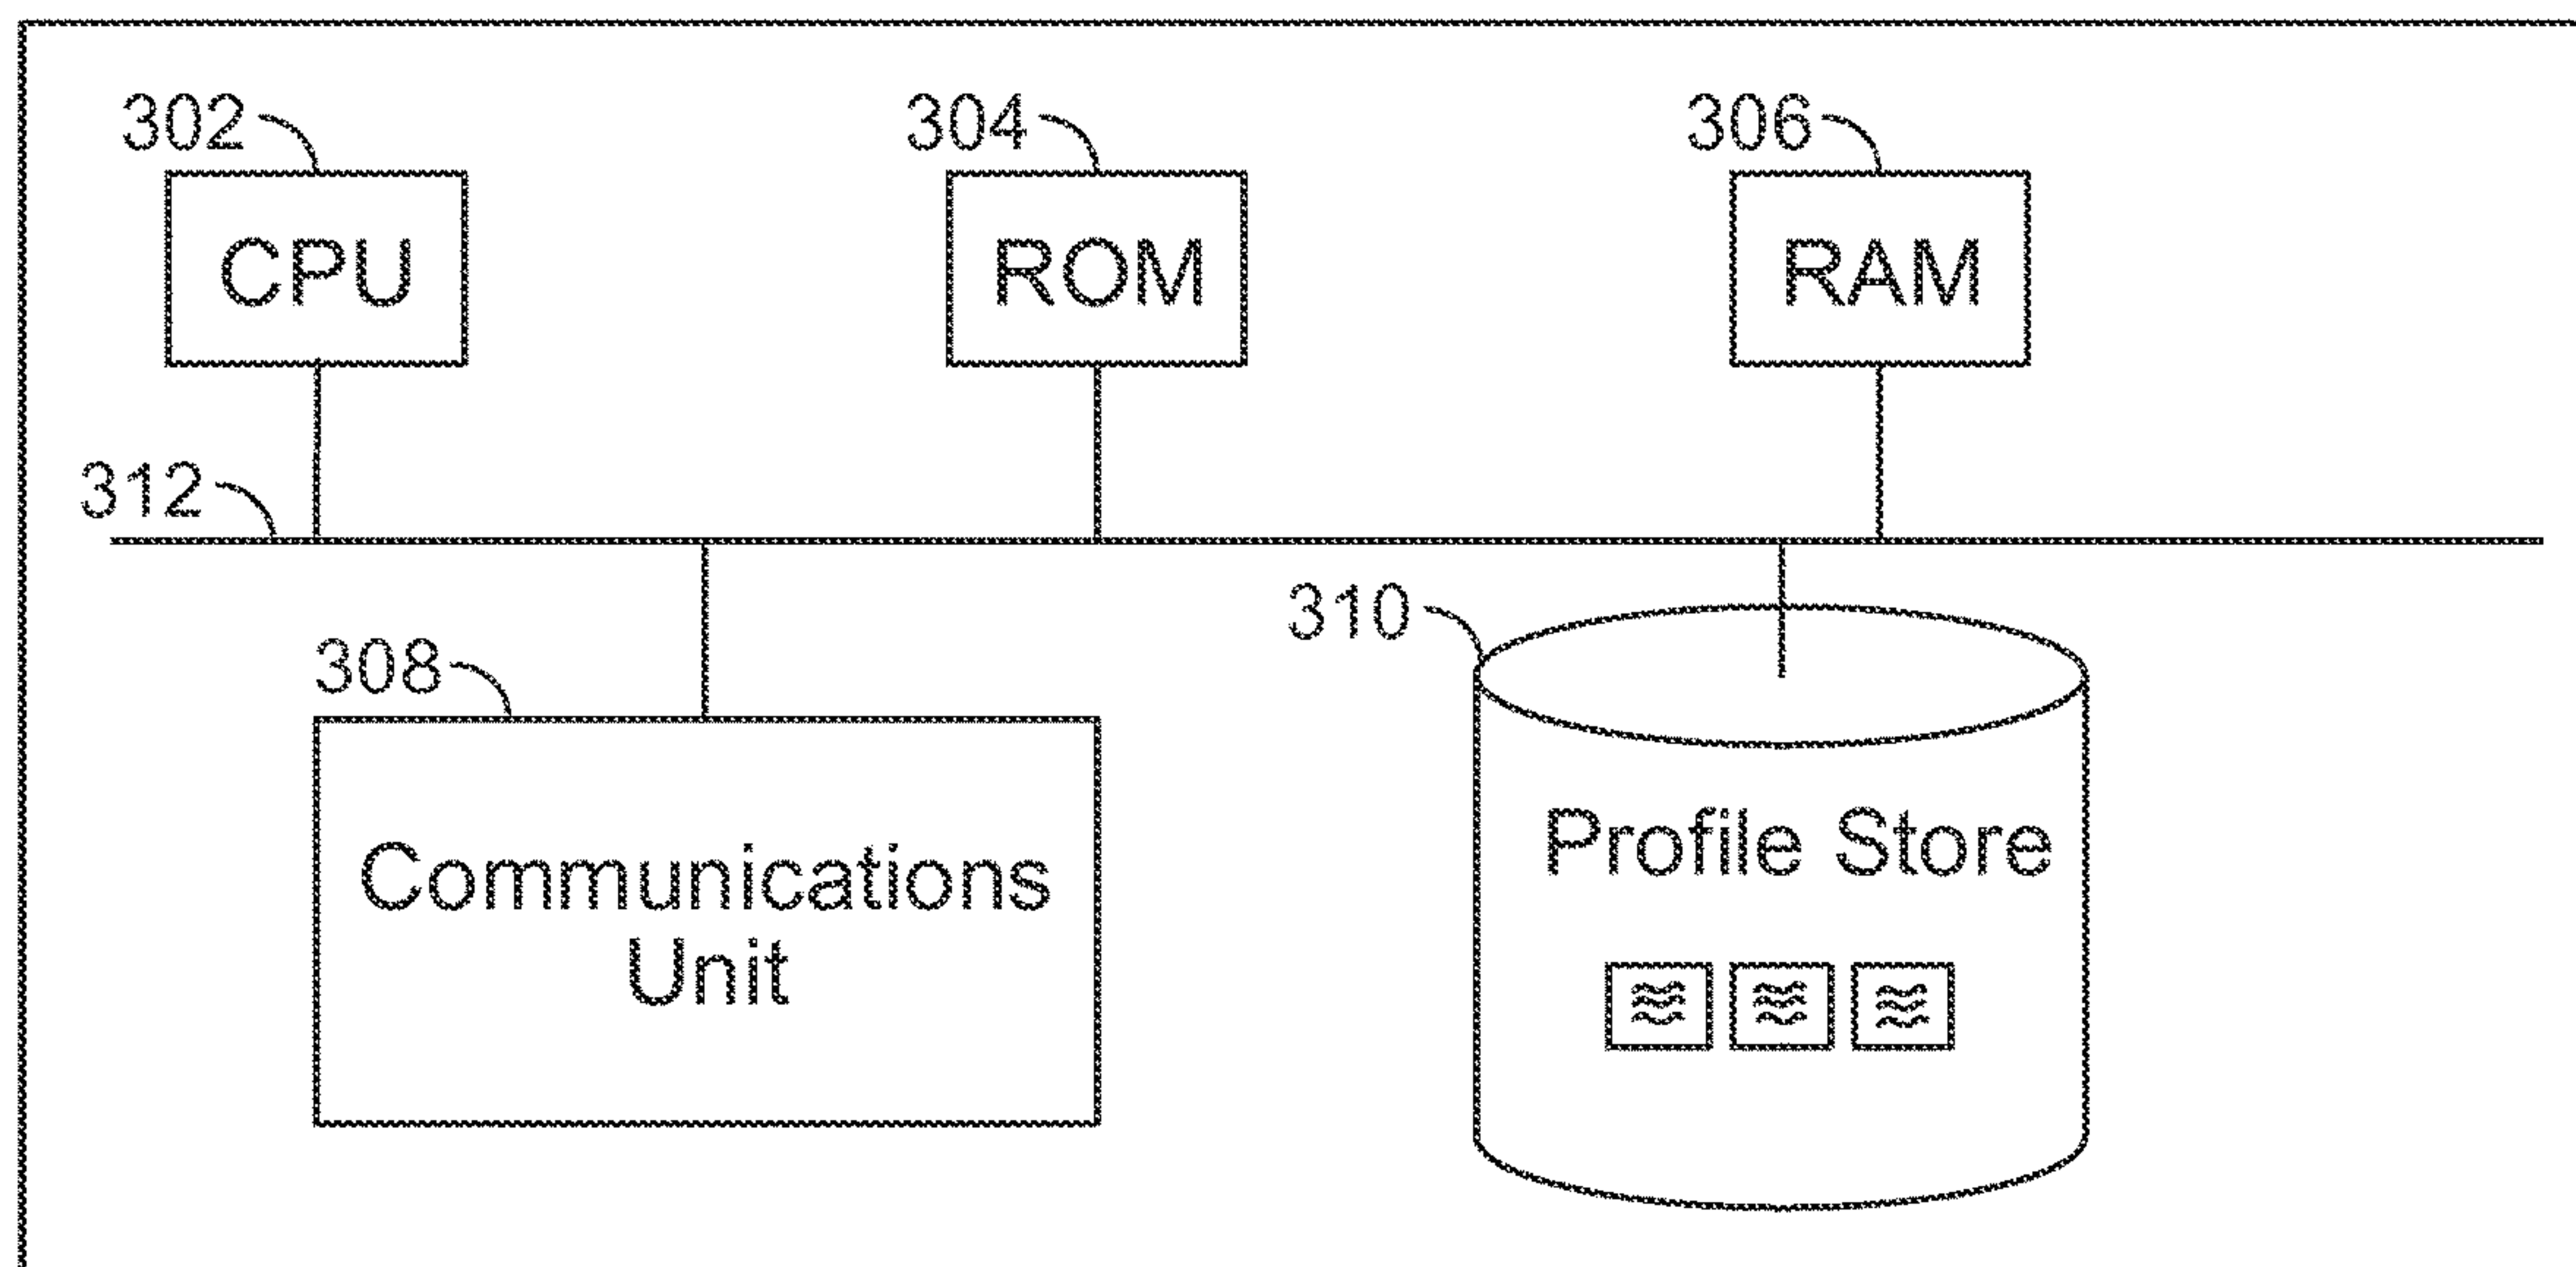 302
304
306
CPU
ROM
RAM
312
310
308
Profile Store
Communications
Unit